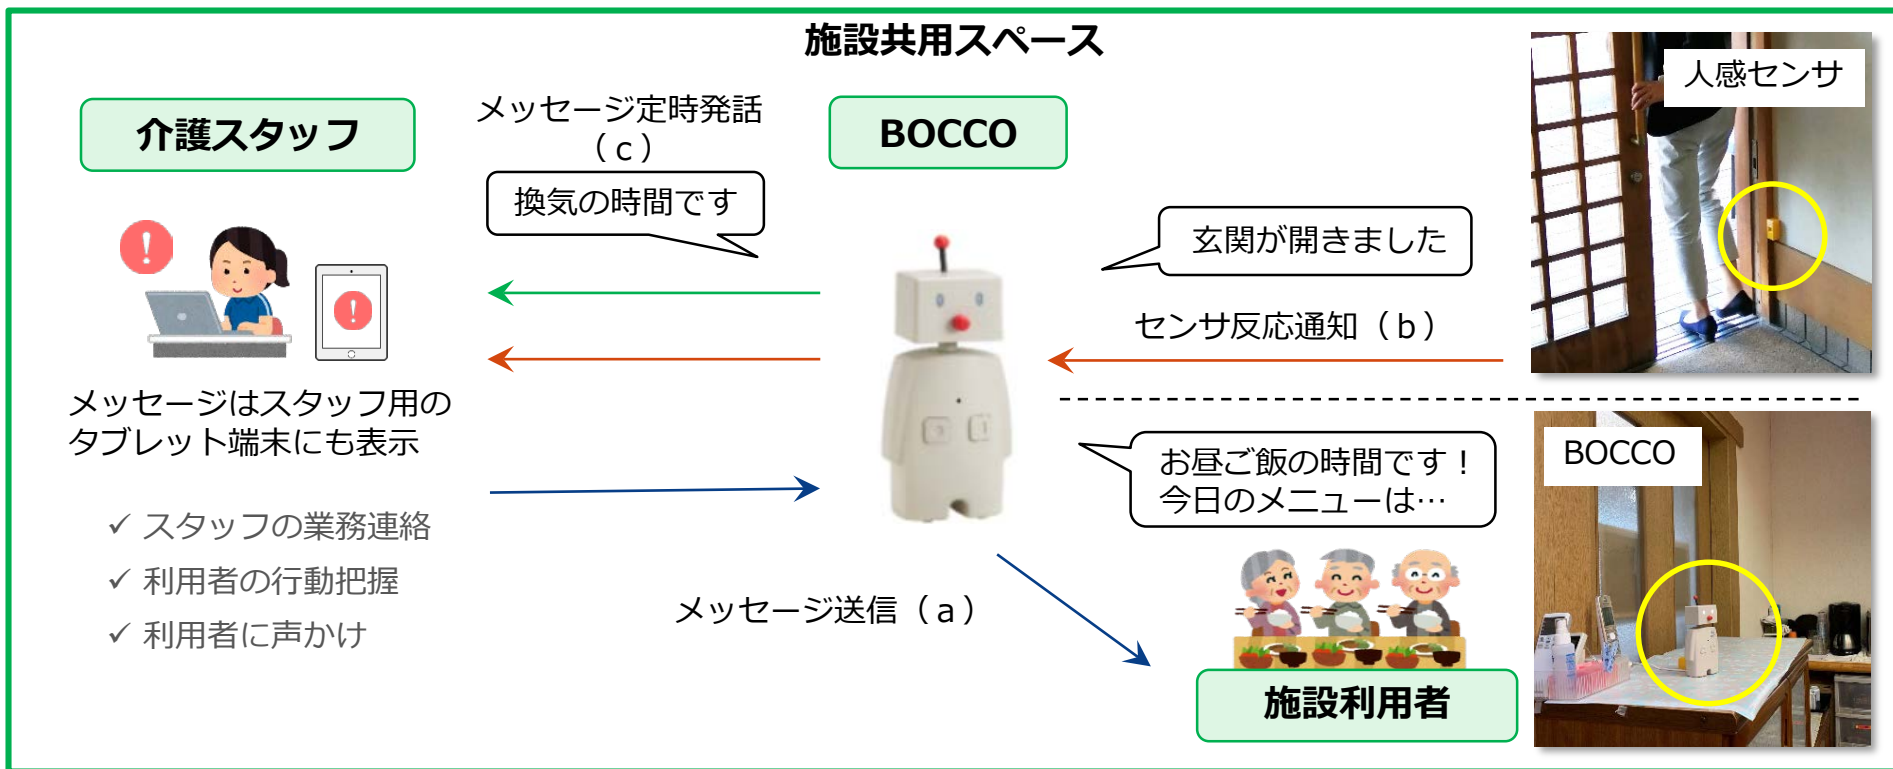 施設共用スペース
介護スタッフ
メッセージ定時発話
（ｃ）
換気の時間です
BOCCO
人感センサ
玄関が開きました
センサ反応通知（ｂ）
メッセージはスタッフ用の
タブレット端末にも表示
✓ スタッフの業務連絡
✓ 利用者の行動把握
✓ 利用者に声かけ
メッセージ送信（ａ）
お昼ご飯の時間です！
今日のメニューは…
施設利用者
BOCCO